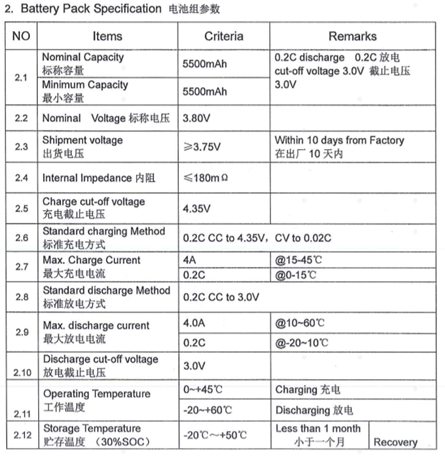 2. Battery Pack Specification 电池组参数
NO Items Criteria Remarks
2.1 Nominal Capacity
标称容量 5500mAh 0.2C discharge 0.2C 放电
cut-off voltage 3.0V 截止电压
3.0V
Minimum Capacity
最小容量 5500mAh
2.2 Nominal Voltage 标称电压 3.80V
2.3 Shipment voltage
出货电压 ≥3.75V Within 10 days from Factory
在出厂 10 天内
2.4 Internal Impedance 内阻 ≤180mΩ
2.5 Charge cut-off voltage
充电截止电压 4.35V
2.6 Standard charging Method
标准充电方式 0.2C CC to 4.35V, CV to 0.02C
2.7 Max. Charge Current
最大充电电流 4A @15-45℃
0.2C @0-15℃
2.8 Standard discharge Method
标准放电方式 0.2C CC to 3.0V
2.9 Max. discharge current
最大放电电流 4.0A @10~60℃
0.2C @-20~10℃
2.10 Discharge cut-off voltage
放电截止电压 3.0V
2.11 Operating Temperature
工作温度 0~+45℃ Charging 充电
-20~+60℃ Discharging 放电
2.12 Storage Temperature
贮存温度 （30%SOC） -20℃~+50℃ Less than 1 month
小于一个月 Recovery